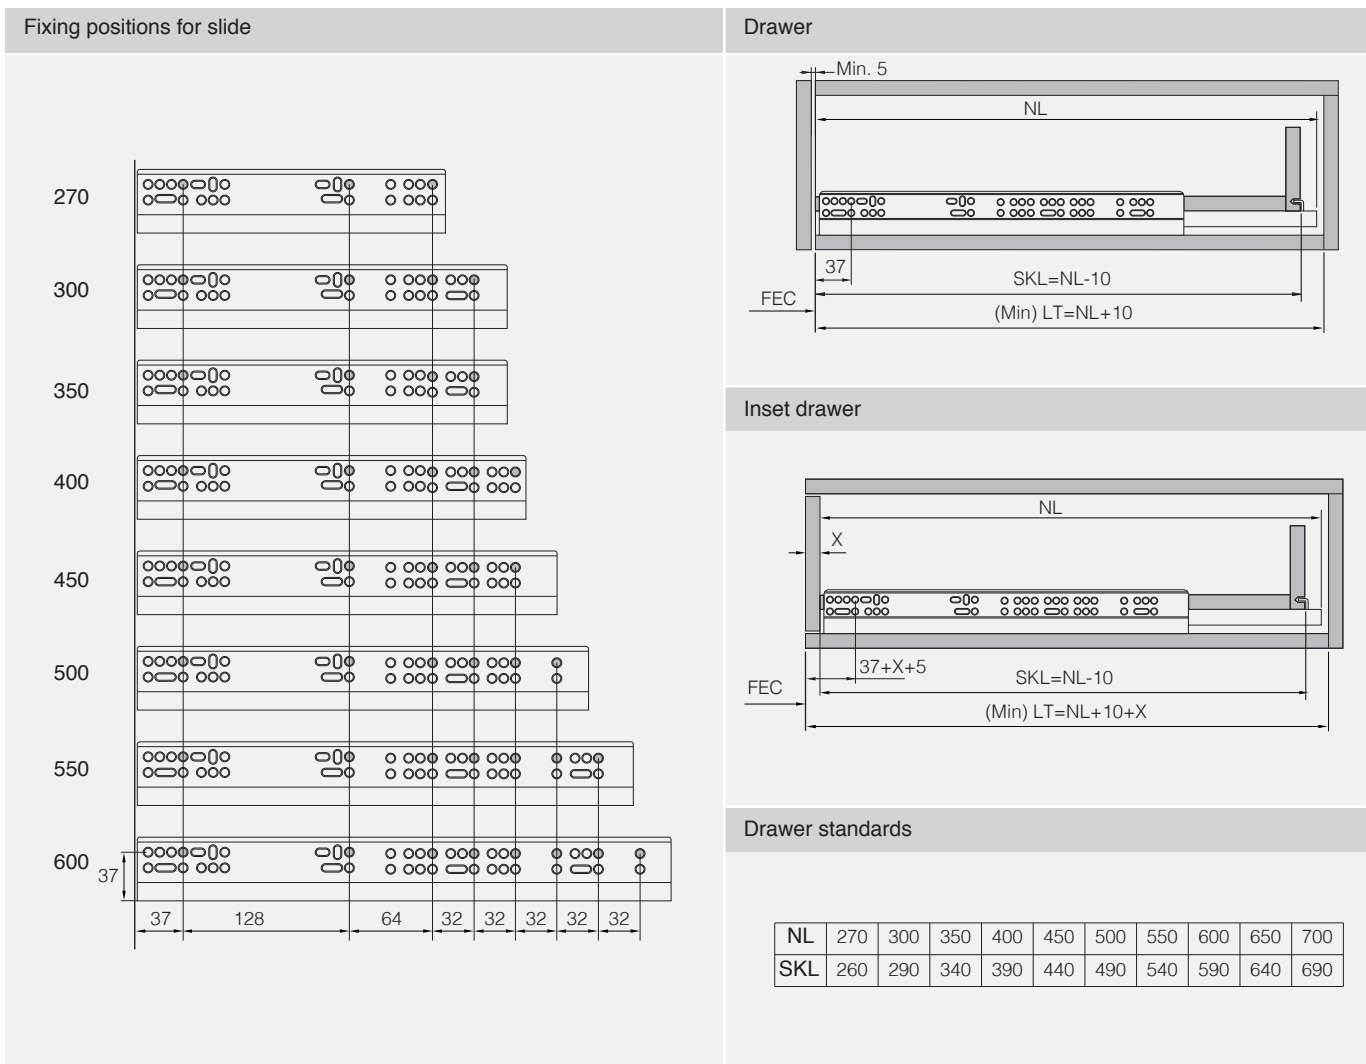 Fixing positions for slide
270
300
350
400
450
500
550
600
37
37 128 64 32 32 32 32 32
Drawer
Min. 5
NL
37
SKL=NL-10
FEC
(Min) LT=NL+10
Inset drawer
NL
X
37+X+5
SKL=NL-10
FEC
(Min) LT=NL+10+X
Drawer standards
NL 270 300 350 400 450 500 550 600 650 700
SKL 260 290 340 390 440 490 540 590 640 690